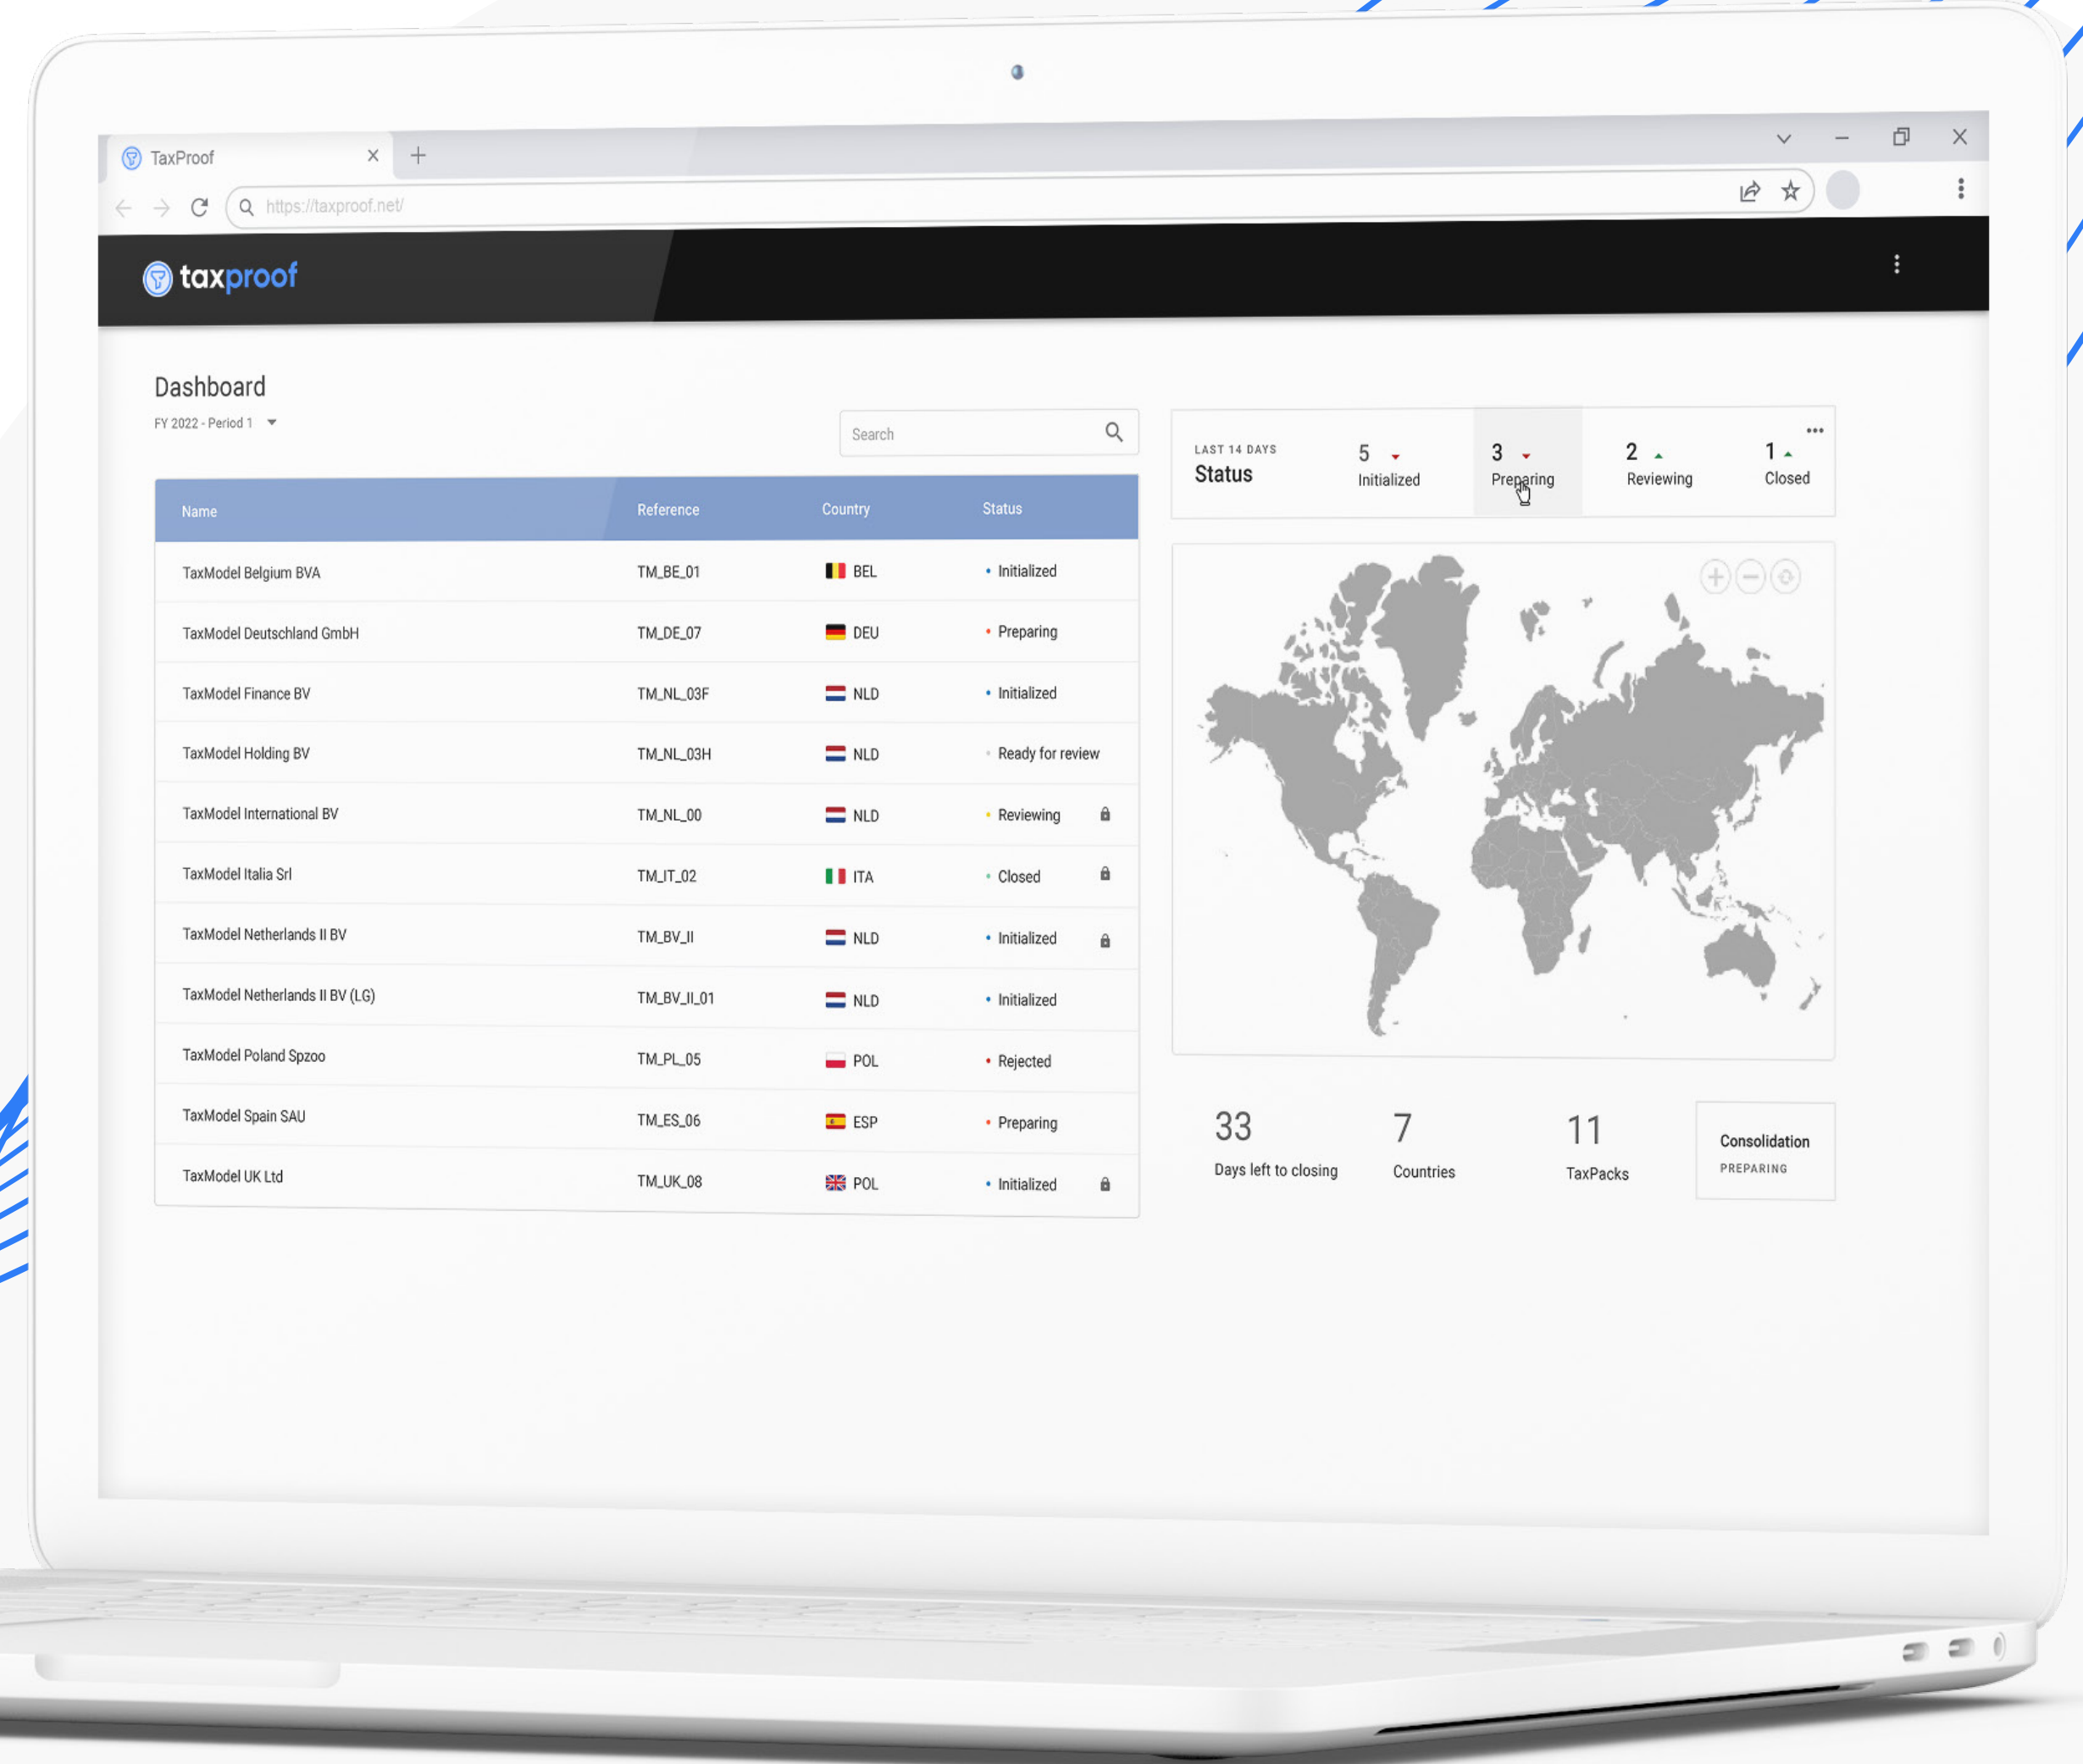 TaxProof
https://taxproof.net/
taxproof
Dashboard
FY 2022 - Period 1
Search
Name Reference Country Status
TaxModel Belgium BVA TM_BE_01 BEL Initialized
TaxModel Deutschland GmbH TM_DE_07 DEU Preparing
TaxModel Finance BV TM_NL_03F NLD Initialized
TaxModel Holding BV TM_NL_03H NLD Ready for review
TaxModel International BV TM_NL_00 NLD Reviewing
TaxModel Italia Srl TM_IT_02 ITA Closed
TaxModel Netherlands II BV TM_BV_II NLD Initialized
TaxModel Netherlands II BV (LG) TM_BV_II_01 NLD Initialized
TaxModel Poland Spzoo TM_PL_05 POL Rejected
TaxModel Spain SAU TM_ES_06 ESP Preparing
TaxModel UK Ltd TM_UK_08 POL Initialized
LAST 14 DAYS
Status
5 3 2 1
Initialized Preparing Reviewing Closed
33 7 11
Days left to closing Countries TaxPacks
Consolidation
PREPARING